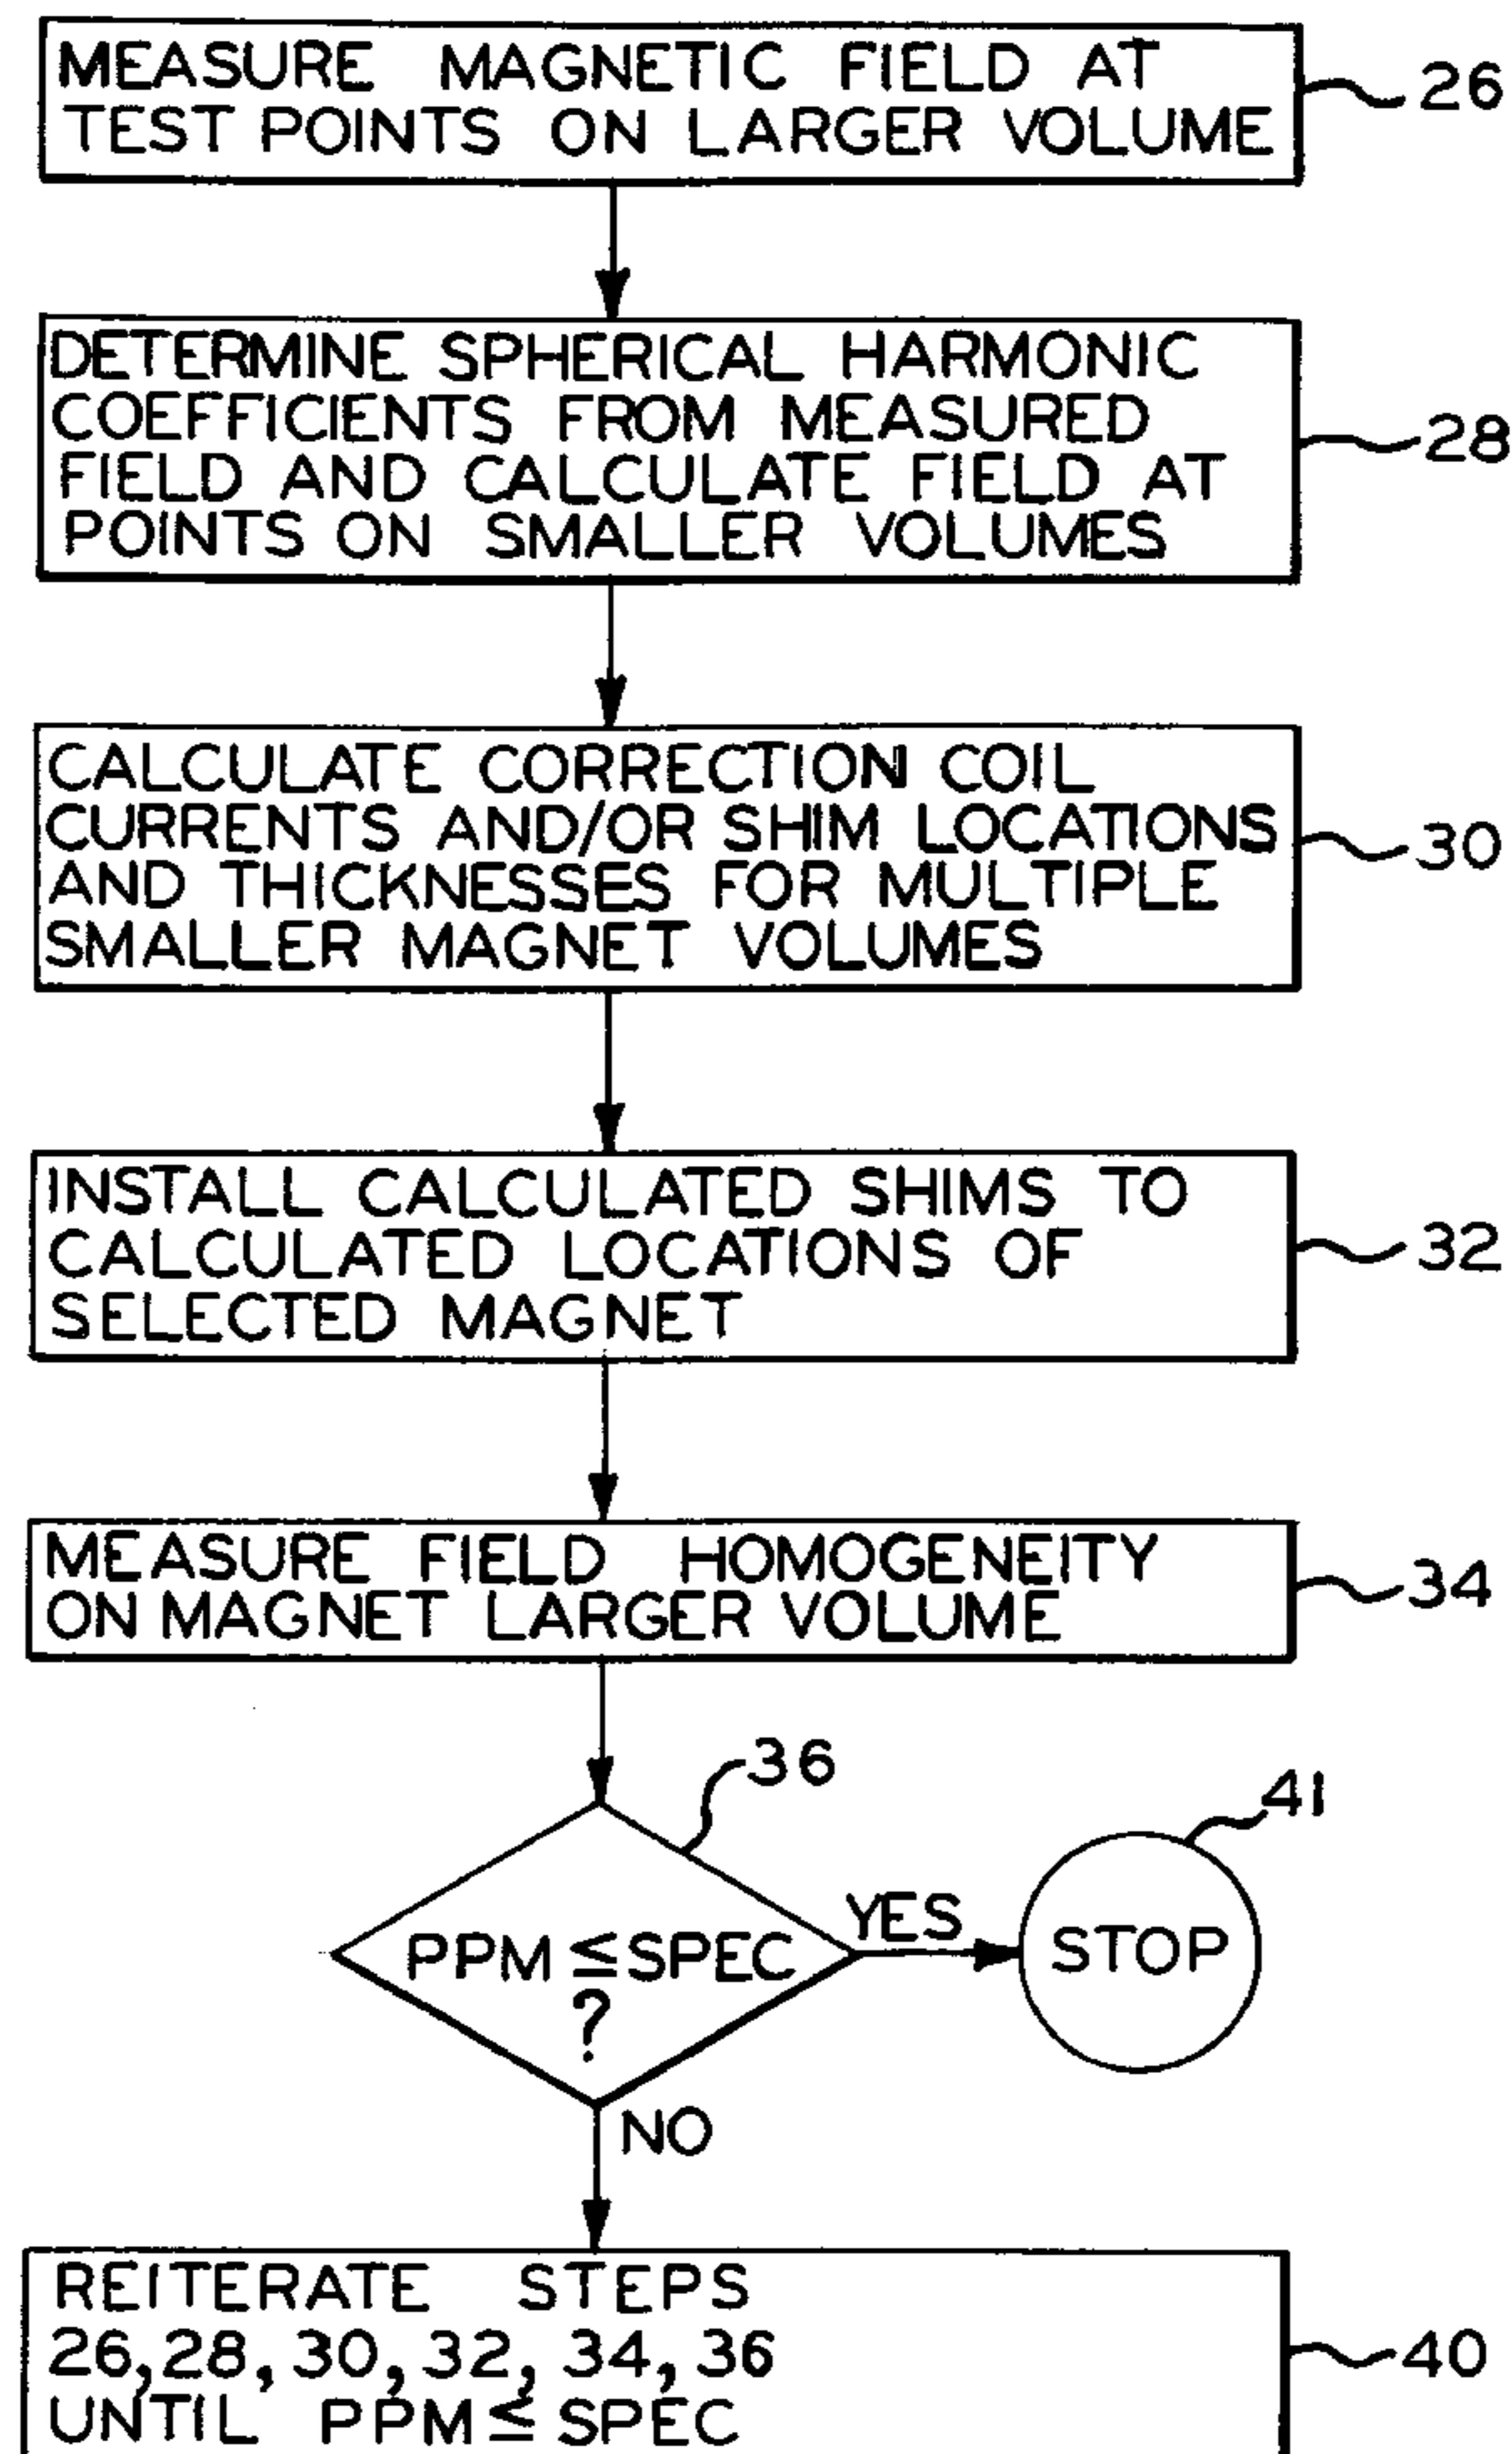 MEASURE MAGNETIC FIELD AT
TEST POINTS ON LARGER VOLUME
26
DETERMINE SPHERICAL HARMONIC
COEFFICIENTS FROM MEASURED
FIELD AND CALCULATE FIELD AT
POINTS ON SMALLER VOLUMES
28
CALCULATE CORRECTION COIL
CURRENTS AND/OR SHIM LOCATIONS
AND THICKNESSES FOR MULTIPLE
SMALLER MAGNET VOLUMES
30
INSTALL CALCULATED SHIMS TO
CALCULATED LOCATIONS OF
SELECTED MAGNET
32
MEASURE FIELD HOMOGENEITY
ON MAGNET LARGER VOLUME
34
36
PPM ≤ SPEC
?
YES
41
STOP
NO
REITERATE STEPS
26,28,30,32,34,36
UNTIL PPM ≤ SPEC
40